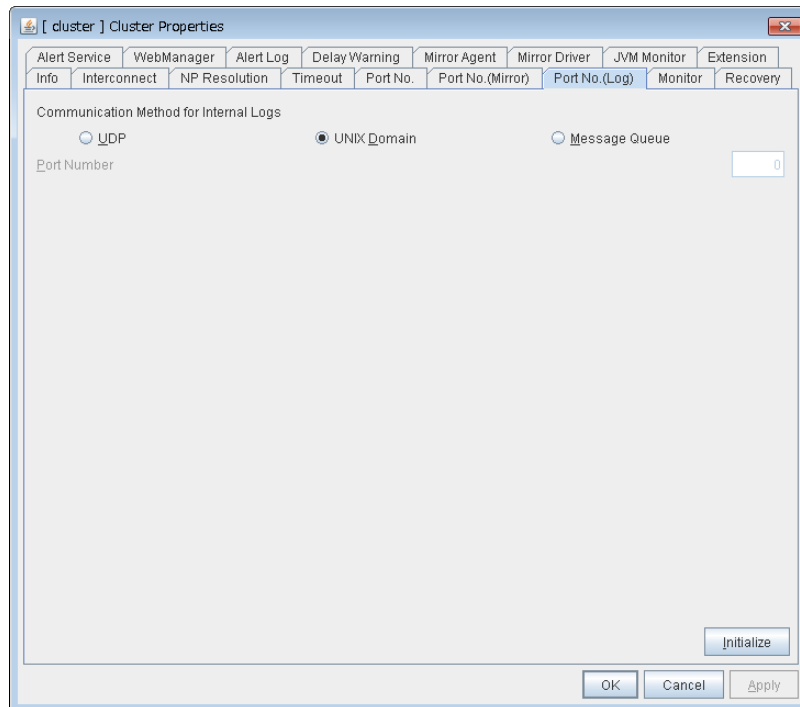 [ cluster ] Cluster Properties
Alert Service WebManager Alert Log Delay Warning Mirror Agent Mirror Driver JVM Monitor Extension
Info Interconnect NP Resolution Timeout Port No. Port No.(Mirror) Port No.(Log) Monitor Recovery
Communication Method for Internal Logs
UDP UNIX Domain Message Queue
Port Number 0
Initialize
OK Cancel Apply